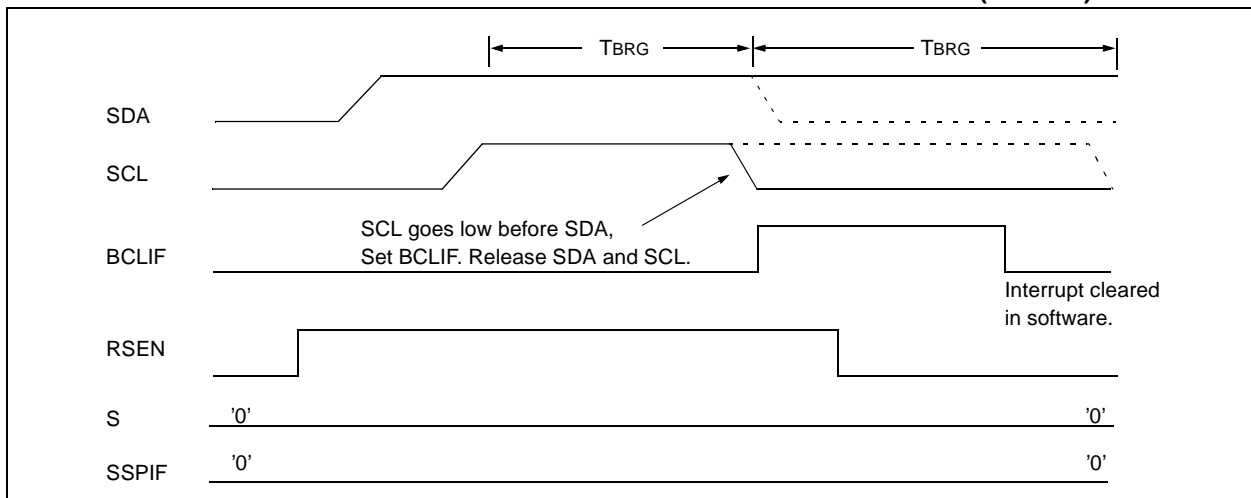 TBRG TBRG
SDA
SCL
SCL goes low before SDA,
Set BCLIF. Release SDA and SCL.
BCLIF
Interrupt cleared
in software.
RSEN
S '0' '0'
SSPIF '0' '0'